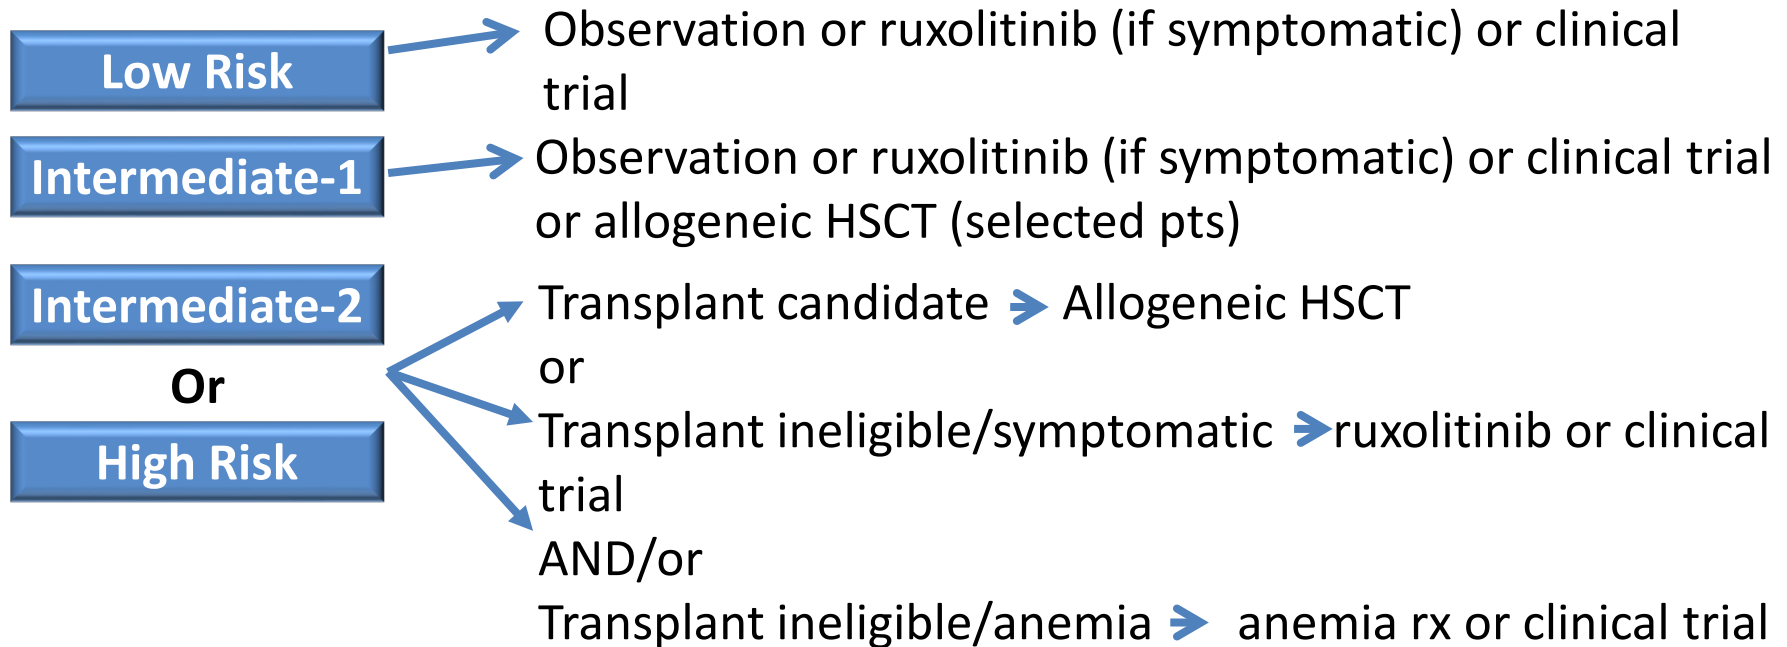 Low Risk
Observation or ruxolitinib (if symptomatic) or clinical
trial
Intermediate-1
Observation or ruxolitinib (if symptomatic) or clinical trial
or allogeneic HSCT (selected pts)
Intermediate-2
Or
High Risk
Transplant candidate Allogeneic HSCT
or
Transplant ineligible/symptomatic ruxolitinib or clinical
trial
AND/or
Transplant ineligible/anemia anemia rx or clinical trial